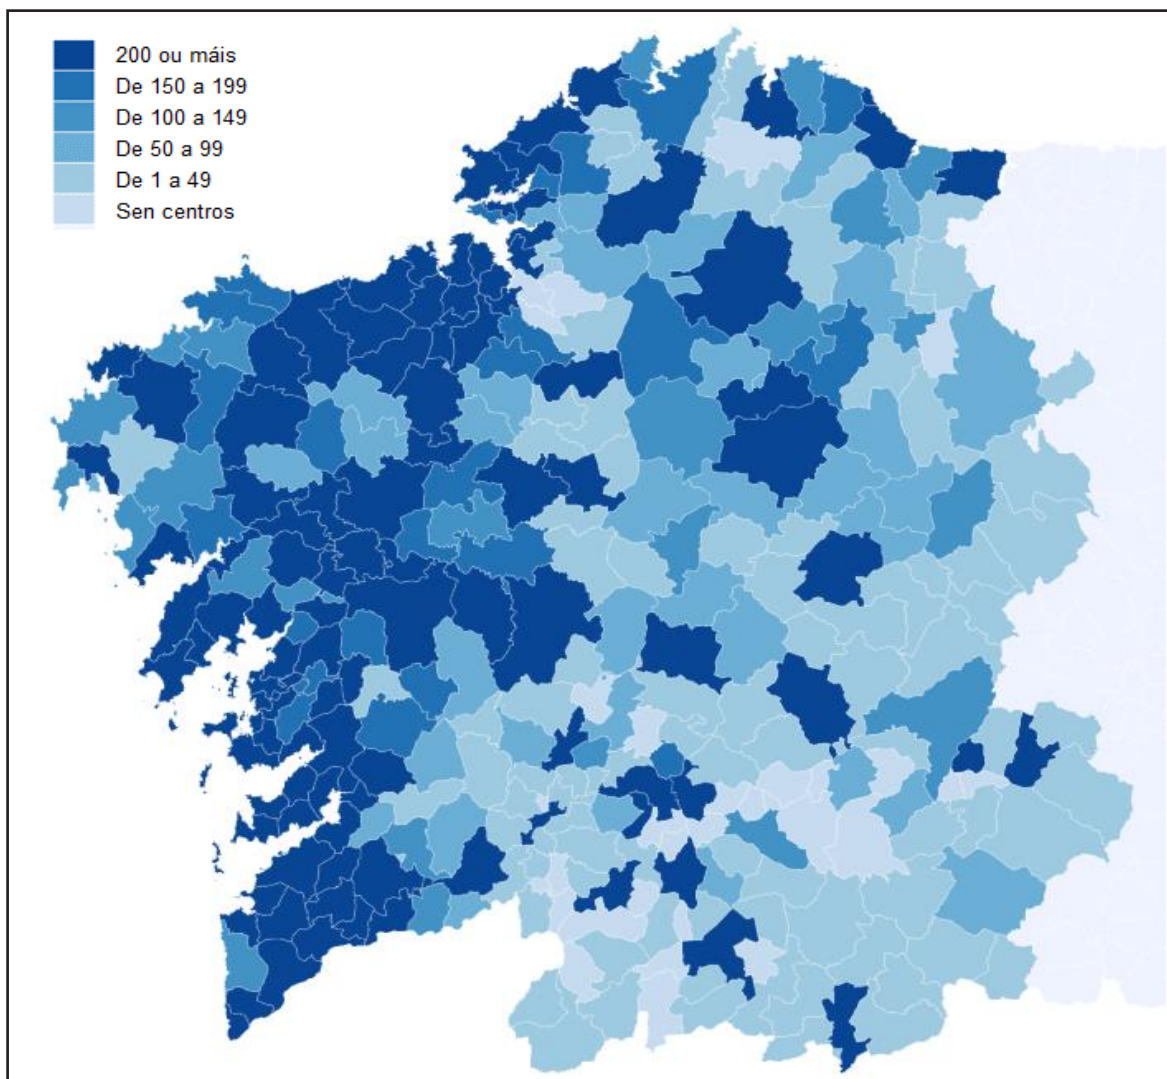 200 ou máis
De 150 a 199
De 100 a 149
De 50 a 99
De 1 a 49
Sen centros